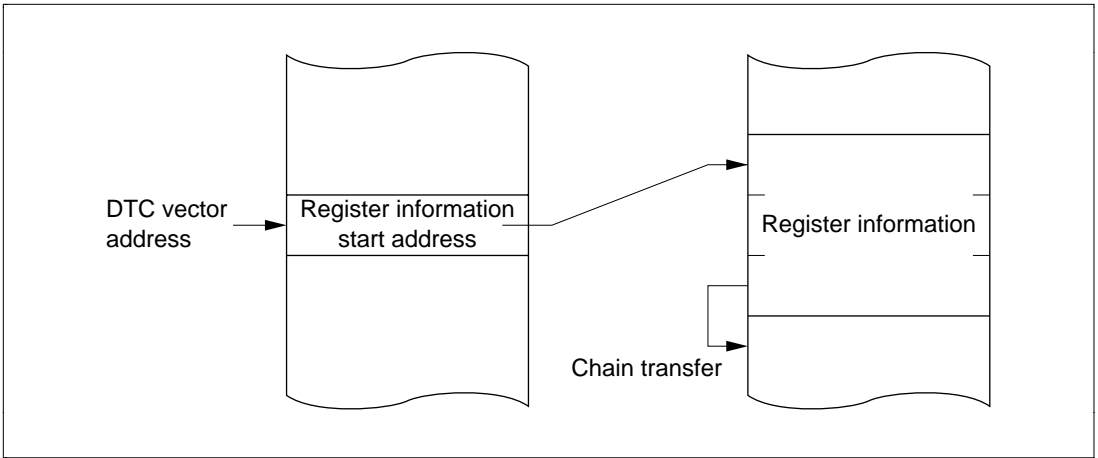 DTC vector
address
Register information
start address
Register information
Chain transfer